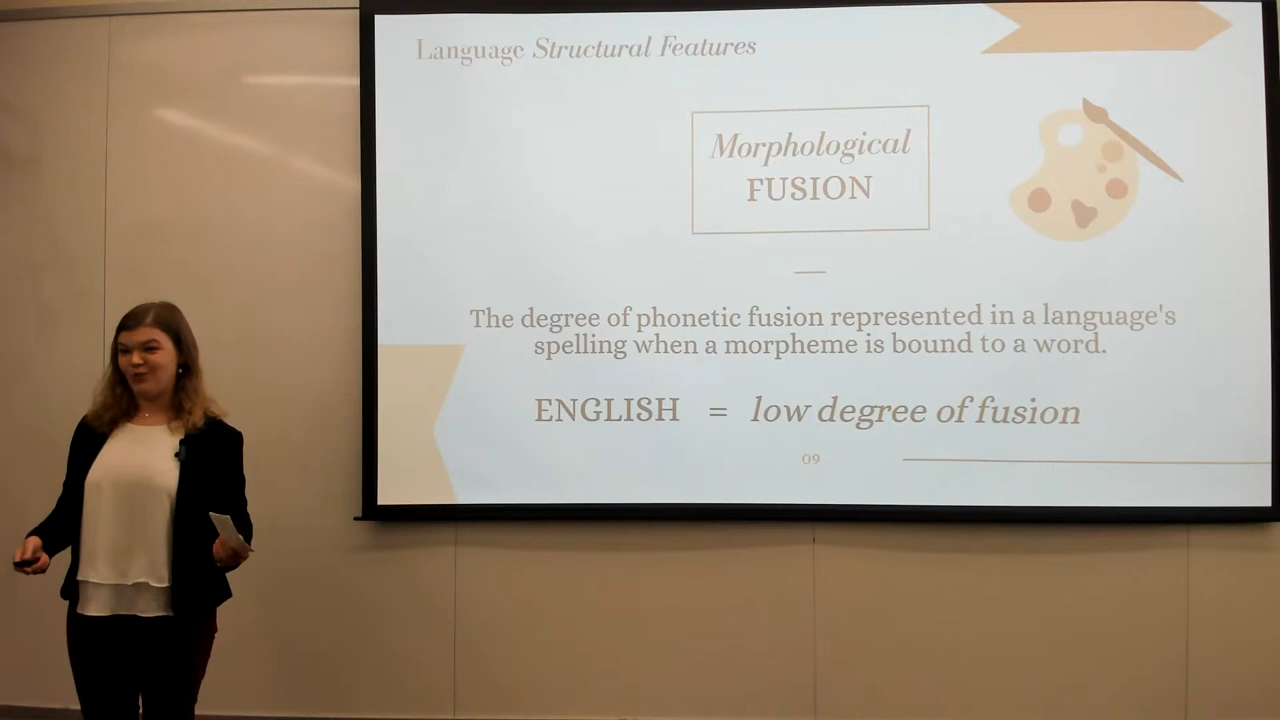 Language Structural Features
Morphological
FUSION
The degree of phonetic fusion represented in a language's
spelling when a morpheme is bound to a word.
ENGLISH = low degree of fusion
09